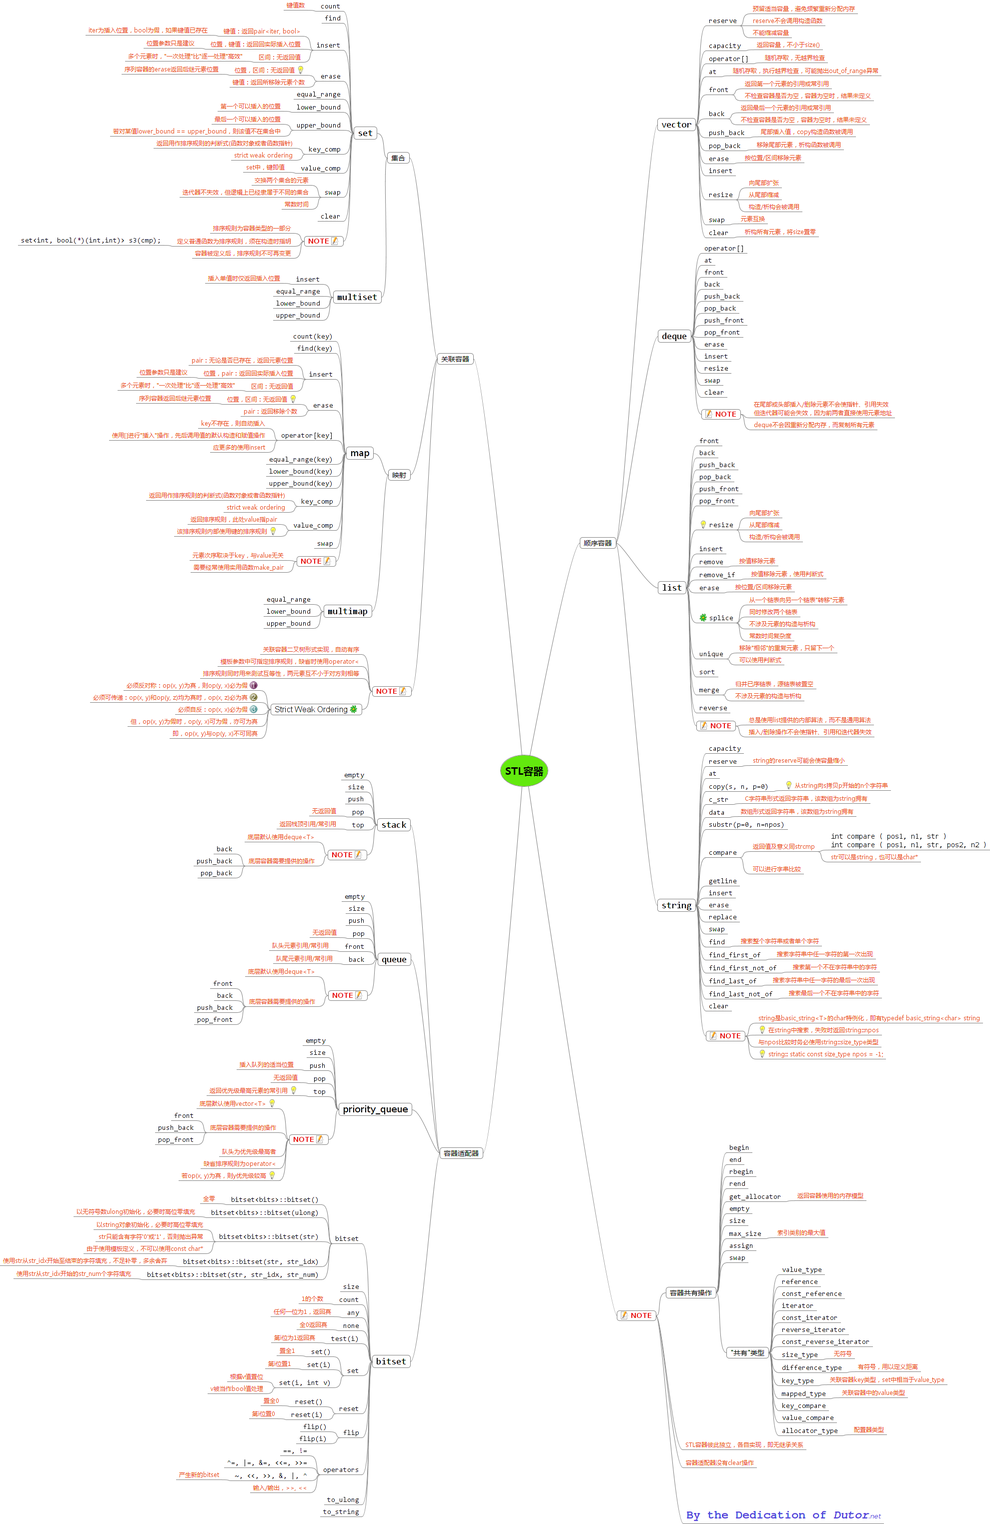 STL容器
关联容器
集合
set
count
键值数
find
insert
键值：返回pair<iter, bool>
iter为插入位置，bool为假，如果键值已存在
位置，键值：返回回实际插入位置
位置参数只是建议
区间：无返回值
多个元素时，"一次处理"比"逐一处理"高效"
erase
位置，区间：无返回值
序列容器的erase返回后继元素位置
键值：返回所移除元素个数
equal_range
lower_bound
第一个可以插入的位置
upper_bound
最后一个可以插入的位置
若对某值lower_bound == upper_bound，则该值不在集合中
key_comp
返回用作排序规则的判断式(函数对象或者函数指针)
strict weak ordering
value_comp
set中，键即值
swap
交换两个集合的元素
迭代器不失效，但逻辑上已经隶属于不同的集合
常数时间
clear
NOTE
排序规则为容器类型的一部分
定义普通函数为排序规则，须在构造时指明
set<int, bool(*)(int,int)> s3(cmp);
容器被定义后，排序规则不可再变更
multiset
insert
插入单值时仅返回插入位置
equal_range
lower_bound
upper_bound
映射
map
count(key)
find(key)
insert
pair：无论是否已存在，返回元素位置
位置，pair：返回回实际插入位置
位置参数只是建议
区间：无返回值
多个元素时，"一次处理"比"逐一处理"高效"
erase
位置，区间：无返回值
序列容器返回后继元素位置
pair：返回移除个数
operator[key]
key不存在，则自动插入
使用[]进行"插入"操作，先后调用值的默认构造和赋值操作
应更多的使用insert
equal_range(key)
lower_bound(key)
upper_bound(key)
key_comp
返回用作排序规则的判断式(函数对象或者函数指针)
strict weak ordering
value_comp
返回排序规则，此处value指pair
该排序规则内部使用键的排序规则
swap
NOTE
元素次序取决于key，与value无关
需要经常使用实用函数make_pair
multimap
equal_range
lower_bound
upper_bound
NOTE
关联容器二叉树形式实现，自动有序
模板参数中可指定排序规则，缺省时使用operator<
排序规则同时用来测试互等性，两元素互不小于对方则相等
Strict Weak Ordering
必须反对称：op(x, y)为真，则op(y, x)必为假
必须可传递：op(x, y)和op(y, z)均为真时，op(x, z)必为真
必须自反：op(x, x)必为假
但，op(x, y)为假时，op(y, x)可为假，亦可为真
即，op(x, y)与op(y, x)不可同真
容器适配器
stack
empty
size
push
pop
无返回值
top
返回栈顶引用/常引用
NOTE
底层默认使用deque<T>
底层容器需要提供的操作
back
push_back
pop_back
queue
empty
size
push
pop
无返回值
front
队头元素引用/常引用
back
队尾元素引用/常引用
NOTE
底层默认使用deque<T>
底层容器需要提供的操作
front
back
push_back
pop_front
priority_queue
empty
size
push
插入队列的适当位置
pop
无返回值
top
返回优先级最高元素的常引用
NOTE
底层默认使用vector<T>
底层容器需要提供的操作
front
push_back
pop_front
队头为优先级最高者
缺省排序规则为operator<
若op(x, y)为真，则y优先级较高
bitset
bitset
bitset<bits>::bitset()
全零
bitset<bits>::bitset(ulong)
以无符号数ulong初始化，必要时高位零填充
bitset<bits>::bitset(str)
以string对象初始化，必要时高位零填充
str只能含有字符'0'或'1'，否则抛出异常
由于使用模板定义，不可以使用const char*
bitset<bits>::bitset(str, str_idx)
使用str从str_idx开始至结束的字符填充，不足补零，多余舍弃
bitset<bits>::bitset(str, str_idx, str_num)
使用str从str_idx开始的str_num个字符填充
size
count
1的个数
any
任何一位为1，返回真
none
全0返回真
test(i)
第i位为1返回真
set
set()
置全1
set(i)
第i位置1
set(i, int v)
根据v值置位
v被当作bool值处理
reset
reset()
置全0
reset(i)
第i位置0
flip
flip()
flip(i)
operators
==, !=
^=, |=, &=, <<=, >>=
~, <<, >>, &, |, ^
产生新的bitset
输入/输出，>>, <<
to_ulong
to_string
顺序容器
vector
reserve
预留适当容量，避免频繁重新分配内存
reserve不会调用构造函数
不能缩减容量
capacity
返回容量，不小于size()
operator[]
随机存取，无越界检查
at
随机存取，执行越界检查，可能抛出out_of_range异常
front
返回第一个元素的引用或常引用
不检查容器是否为空，容器为空时，结果未定义
back
返回最后一个元素的引用或常引用
不检查容器是否为空，容器为空时，结果未定义
push_back
尾部插入值，copy构造函数被调用
pop_back
移除尾部元素，析构函数被调用
erase
按位置/区间移除元素
insert
resize
向尾部扩张
从尾部缩减
构造/析构会被调用
swap
元素互换
clear
析构所有元素，将size置零
deque
operator[]
at
front
back
push_back
pop_back
push_front
pop_front
erase
insert
resize
swap
clear
NOTE
在尾部或头部插入/删除元素不会使指针、引用失效
但迭代器可能会失效，因为前两者直接使用元素地址
deque不会因重新分配内存，而复制所有元素
list
front
back
push_back
pop_back
push_front
pop_front
resize
向尾部扩张
从尾部缩减
构造/析构会被调用
insert
remove
按值移除元素
remove_if
按值移除元素，使用判断式
erase
按位置/区间移除元素
splice
从一个链表向另一个链表"转移"元素
同时修改两个链表
不涉及元素的构造与析构
常数时间复杂度
unique
移除"相邻"的重复元素，只留下一个
可以使用判断式
sort
merge
归并已序链表，源链表被置空
不涉及元素的构造与析构
reverse
NOTE
总是使用list提供的内部算法，而不是通用算法
插入/删除操作不会使指针、引用和迭代器失效
string
capacity
reserve
string的reserve可能会使容量缩小
at
copy(s, n, p=0)
从string向s拷贝p开始的n个字符串
c_str
C字符串形式返回字符串，该数组为string拥有
data
数组形式返回字符串，该数组为string拥有
substr(p=0, n=npos)
compare
返回值及意义同strcmp
int compare ( pos1, n1, str )
int compare ( pos1, n1, str, pos2, n2 )
str可以是string，也可以是char*
可以进行字串比较
getline
insert
erase
replace
swap
find
搜索整个字符串或者单个字符
find_first_of
搜索字符串中任一字符的第一次出现
find_first_not_of
搜索第一个不在字符串中的字符
find_last_of
搜索字符串中任一字符的最后一次出现
find_last_not_of
搜索最后一个不在字符串中的字符
clear
NOTE
string是basic_string<T>的char特例化，即有typedef basic_string<char> string
在string中搜索，失败时返回string::npos
与npos比较时务必使用string::size_type类型
string:: static const size_type npos = -1;
NOTE
容器共有操作
begin
end
rbegin
rend
get_allocator
返回容器使用的内存模型
empty
size
max_size
索引类别的最大值
assign
swap
"共有"类型
value_type
reference
const_reference
iterator
const_iterator
reverse_iterator
const_reverse_iterator
size_type
无符号
difference_type
有符号，用以定义距离
key_type
关联容器key类型，set中相当于value_type
mapped_type
关联容器中的value类型
key_compare
value_compare
allocator_type
配置器类型
STL容器彼此独立，各自实现，即无继承关系
容器适配器没有clear操作
By the Dedication of Dutor.net